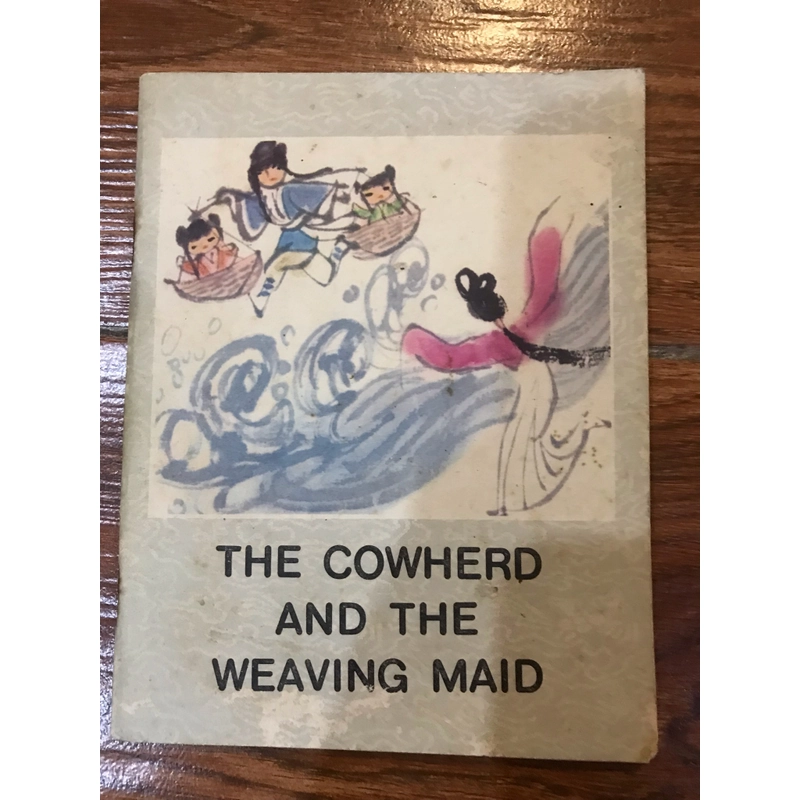 THE COWHERD
AND THE
WEAVING MAID